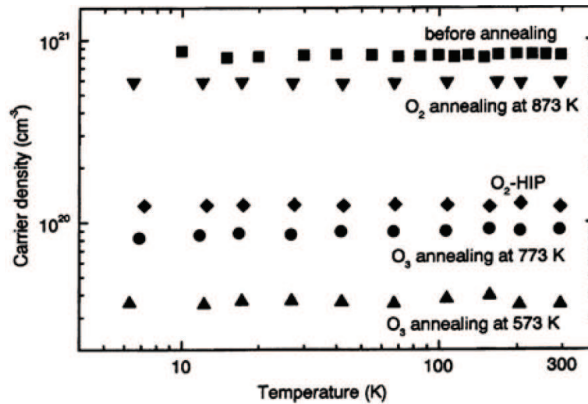 10²¹
before annealing
O₂ annealing at 873 K
Carrier density (cm⁻³)
O₂-HIP
10²⁰
O₃ annealing at 773 K
O₃ annealing at 573 K
10 100 300
Temperature (K)